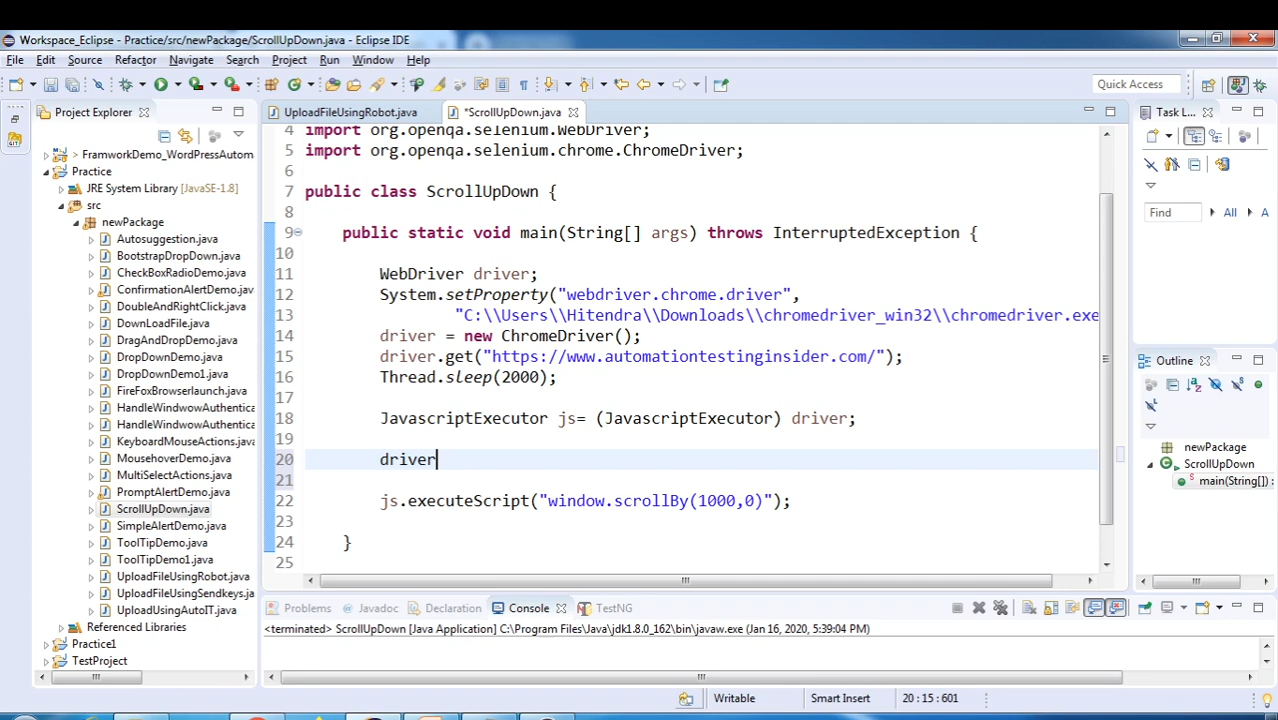 Workspace_Eclipse - Practice/src/newPackage/ScrollUpDown.java - Eclipse IDE
File Edit Source Refactor Navigate Search Project Run Window Help
Quick Access
Project Explorer
UploadFileUsingRobot.java
*ScrollUpDown.java
Task L...
> FramworkDemo_WordPressAutom
Practice
JRE System Library [JavaSE-1.8]
src
newPackage
Autosuggestion.java
BootstrapDropDown.java
CheckBoxRadioDemo.java
ConfirmationAlertDemo.java
DoubleAndRightClick.java
DownLoadFile.java
DragAndDropDemo.java
DropDownDemo.java
DropDownDemo1.java
FireFoxBrowserlaunch.java
HandleWindwowAuthentica
HandleWindwowAuthentica
KeyboardMouseActions.java
MousehoverDemo.java
MultiSelectActions.java
PromptAlertDemo.java
ScrollUpDown.java
SimpleAlertDemo.java
ToolTipDemo.java
ToolTipDemo1.java
UploadFileUsingRobot.java
UploadFileUsingSendkeys.java
UploadUsingAutoIT.java
Referenced Libraries
Practice1
TestProject
4 import org.openqa.selenium.WebDriver;
5 import org.openqa.selenium.chrome.ChromeDriver;
6
7 public class ScrollUpDown {
8
9 public static void main(String[] args) throws InterruptedException {
10
11 WebDriver driver;
12 System.setProperty("webdriver.chrome.driver",
13 "C:\\Users\\Hitendra\\Downloads\\chromedriver_win32\\chromedriver.exe
14 driver = new ChromeDriver();
15 driver.get("https://www.automationtestinginsider.com/");
16 Thread.sleep(2000);
17
18 JavascriptExecutor js= (JavascriptExecutor) driver;
19
20 driver
21
22 js.executeScript("window.scrollBy(1000,0)");
23
24 }
25
Find All A
Outline
newPackage
ScrollUpDown
main(String[]) :
Problems Javadoc Declaration Console TestNG
<terminated> ScrollUpDown [Java Application] C:\Program Files\Java\jdk1.8.0_162\bin\javaw.exe (Jan 16, 2020, 5:39:04 PM)
Writable Smart Insert 20 : 15 : 601